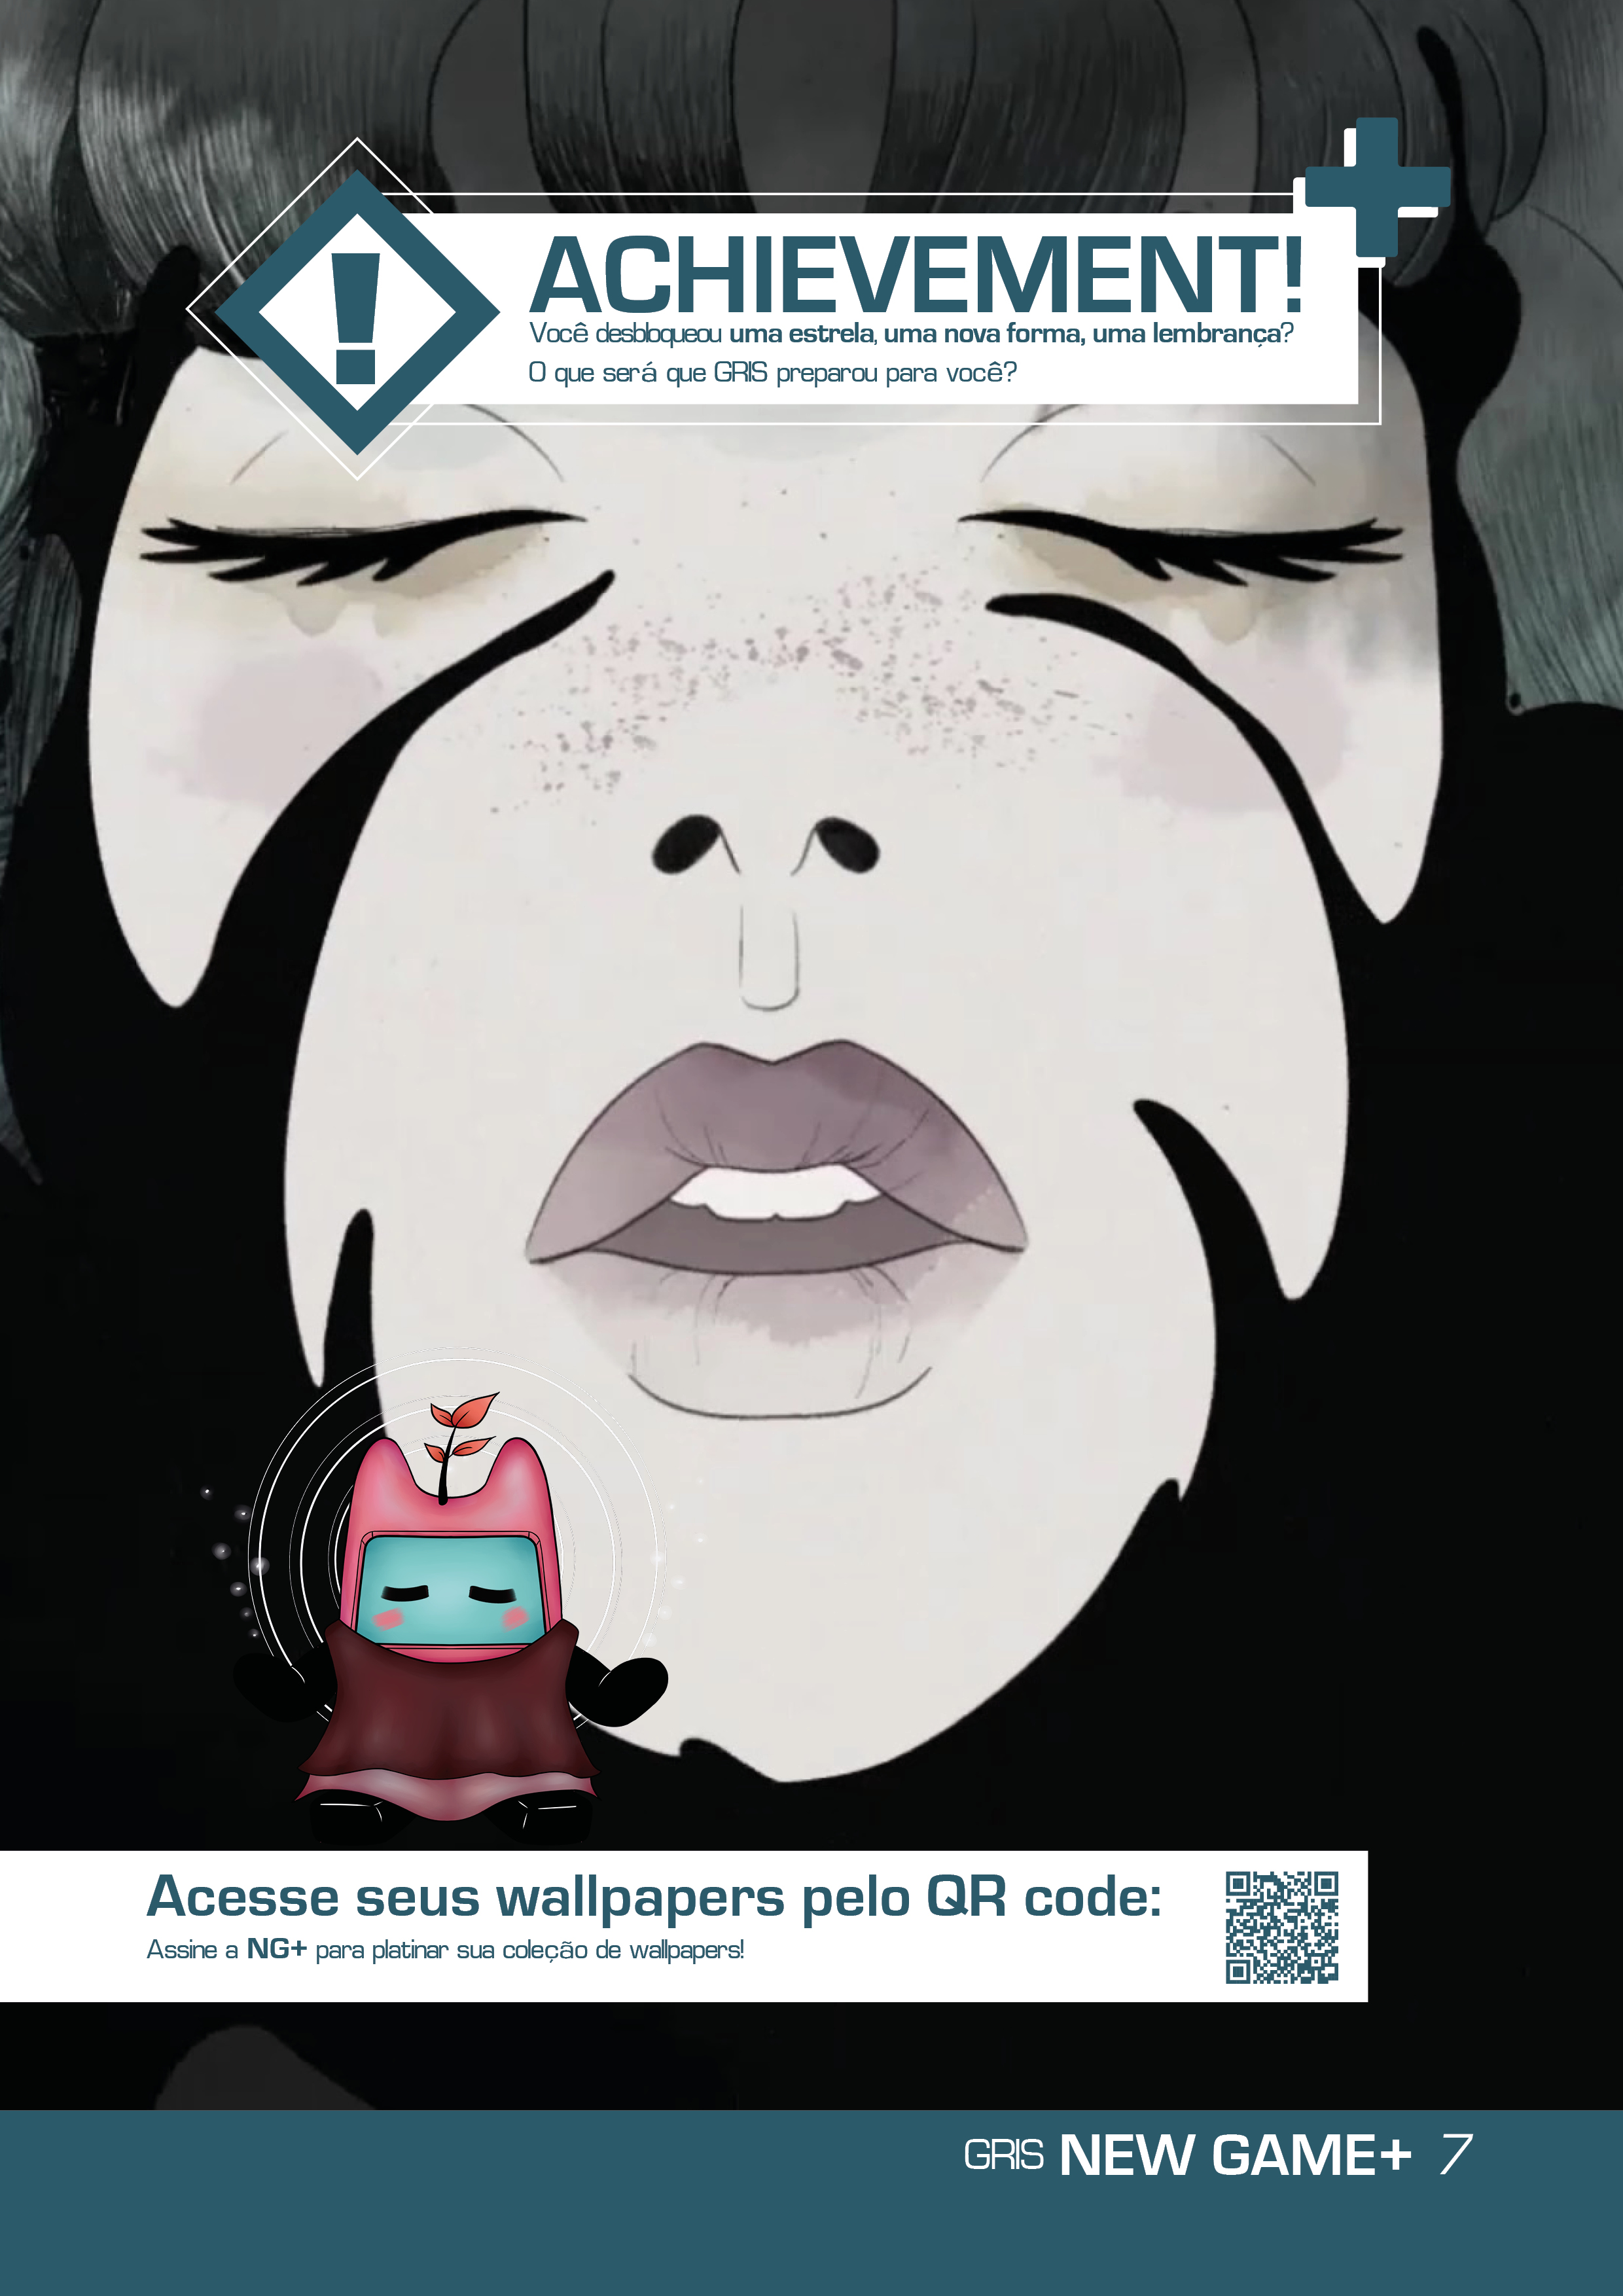 !
ACHIEVEMENT!
Você desbloqueou uma estrela, uma nova forma, uma lembrança?
O que será que GRIS preparou para você?
Acesse seus wallpapers pelo QR code:
Assine a NG+ para platinar sua coleção de wallpapers!
GRIS NEW GAME+ 7